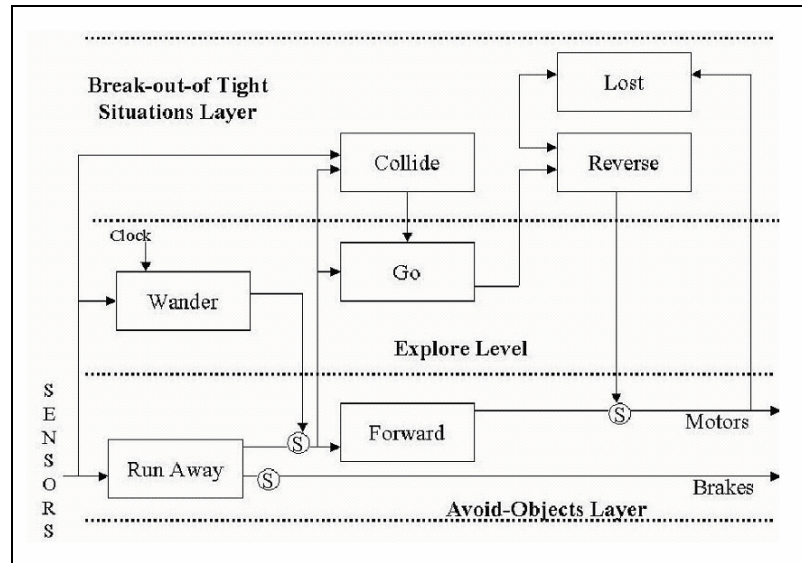 Break-out-of Tight
Situations Layer
Lost
Collide
Reverse
Clock
Wander
Go
Explore Level
SENSORS
Run Away
S
S
Forward
S
Motors
Brakes
Avoid-Objects Layer